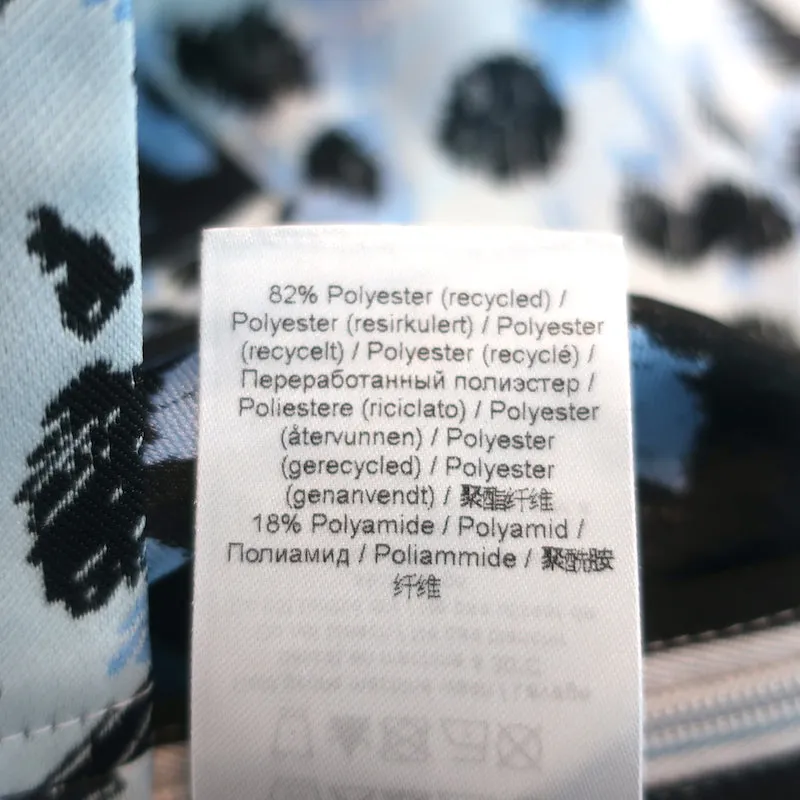 82% Polyester (recycled) /
Polyester (resirkulert) / Polyester
(recycelt) / Polyester (recyclé) /
Переработанный полиэстер /
Poliestere (riciclato) / Polyester
(återvunnen) / Polyester
(gerecycled) / Polyester
(genanvendt) / 聚酯纤维
18% Polyamide / Polyamid /
Полиамид / Poliammide / 聚酰胺
纤维